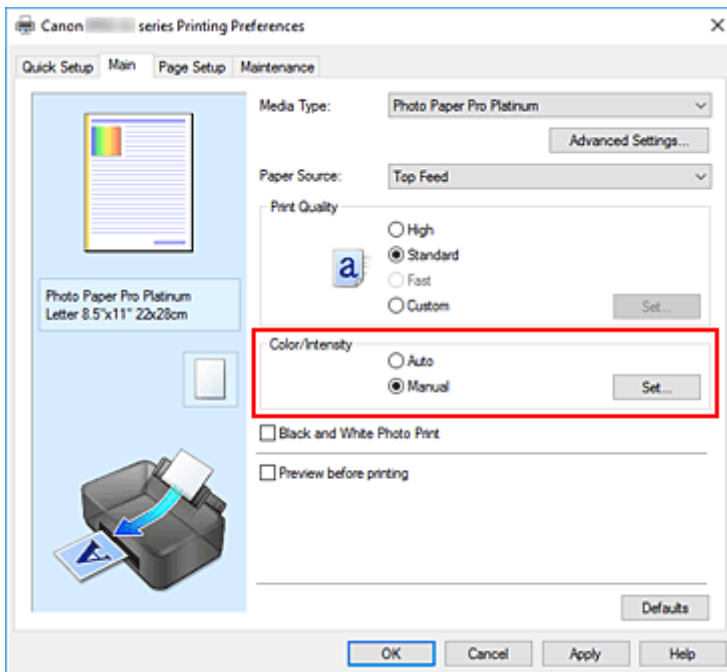 Canon series Printing Preferences
Quick Setup Main Page Setup Maintenance
Media Type: Photo Paper Pro Platinum
Advanced Settings...
Paper Source: Top Feed
Print Quality
High
Standard
Fast
Custom Set...
a
Photo Paper Pro Platinum
Letter 8.5"x11" 22x28cm
Color/Intensity
Auto
Manual Set...
Black and White Photo Print
Preview before printing
A
Defaults
OK Cancel Apply Help